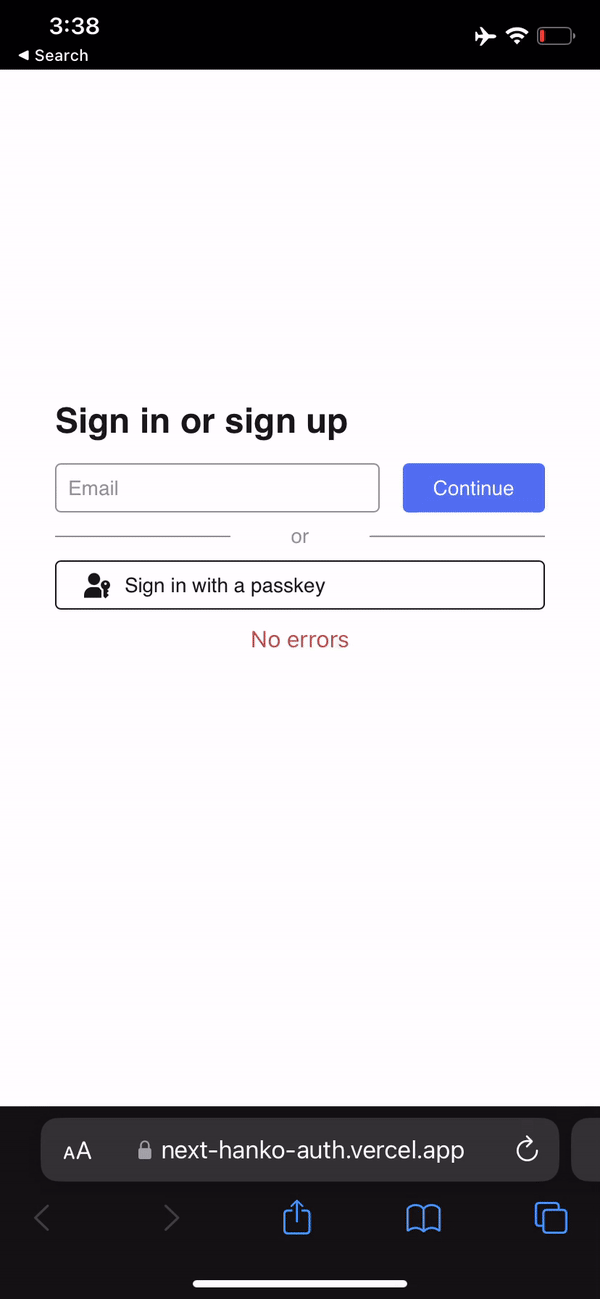 3:38
◀ Search
Sign in or sign up
Email
Continue
or
Sign in with a passkey
No errors
AA
next-hanko-auth.vercel.app